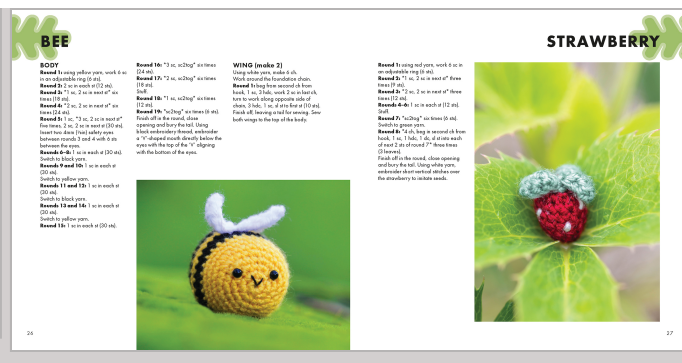 BEE
BODY
Round 1: using yellow yarn, work 6 sc
in an adjustable ring (6 sts).
Round 2: 2 sc in each st (12 sts).
Round 3: *1 sc, 2 sc in next st* six
times (18 sts).
Round 4: *2 sc, 2 sc in next st* six
times (24 sts).
Round 5: 1 sc, *3 sc, 2 sc in next st*
five times, 2 sc, 2 sc in next st (30 sts).
Insert two 4mm (⅛in) safety eyes
between rounds 3 and 4 with 6 sts
between the eyes.
Rounds 6–8: 1 sc in each st (30 sts).
Switch to black yarn.
Rounds 9 and 10: 1 sc in each st
(30 sts).
Switch to yellow yarn.
Rounds 11 and 12: 1 sc in each st
(30 sts).
Switch to black yarn.
Rounds 13 and 14: 1 sc in each st
(30 sts).
Switch to yellow yarn.
Round 15: 1 sc in each st (30 sts).
Round 16: *3 sc, sc2tog* six times
(24 sts).
Round 17: *2 sc, sc2tog* six times
(18 sts).
Stuff.
Round 18: *1 sc, sc2tog* six times
(12 sts).
Round 19: *sc2tog* six times (6 sts).
Finish off in the round, close
opening and bury the tail. Using
black embroidery thread, embroider
a "V"-shaped mouth directly below the
eyes with the top of the "V" aligning
with the bottom of the eyes.
WING (make 2)
Using white yarn, make 6 ch.
Work around the foundation chain.
Round 1: beg from second ch from
hook, 1 sc, 3 hdc, work 2 sc in last ch,
turn to work along opposite side of
chain, 3 hdc, 1 sc, sl st to first st (10 sts).
Finish off, leaving a tail for sewing. Sew
both wings to the top of the body.
26
STRAWBERRY
Round 1: using red yarn, work 6 sc in
an adjustable ring (6 sts).
Round 2: *1 sc, 2 sc in next st* three
times (9 sts).
Round 3: *2 sc, 2 sc in next st* three
times (12 sts).
Rounds 4–6: 1 sc in each st (12 sts).
Stuff.
Round 7: *sc2tog* six times (6 sts).
Switch to green yarn.
Round 8: *4 ch, beg in second ch from
hook, 1 sc, 1 hdc, 1 dc, sl st into each
of next 2 sts of round 7* three times
(3 leaves).
Finish off in the round, close opening
and bury the tail. Using white yarn,
embroider short vertical stitches over
the strawberry to imitate seeds.
27